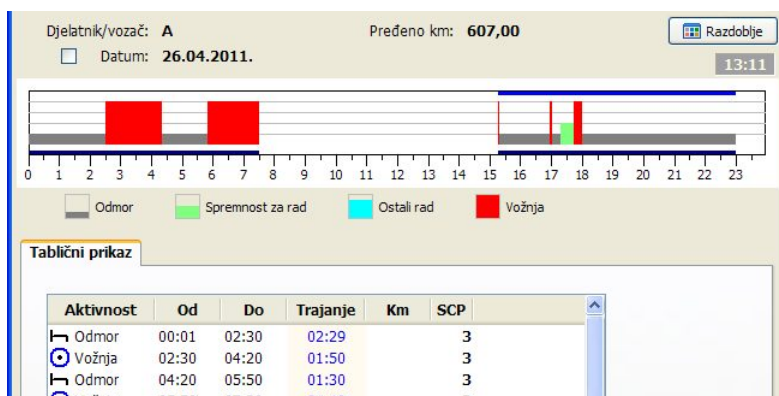 Djelatnik/vozač: A Pređeno km: 607,00 Razdoblje
Datum: 26.04.2011.
13:11
0 1 2 3 4 5 6 7 8 9 10 11 12 13 14 15 16 17 18 19 20 21 22 23
Odmor Spremnost za rad Ostali rad Vožnja
Tablični prikaz
Aktivnost Od Do Trajanje Km SCP
Odmor 00:01 02:30 02:29 3
Vožnja 02:30 04:20 01:50 3
Odmor 04:20 05:50 01:30 3